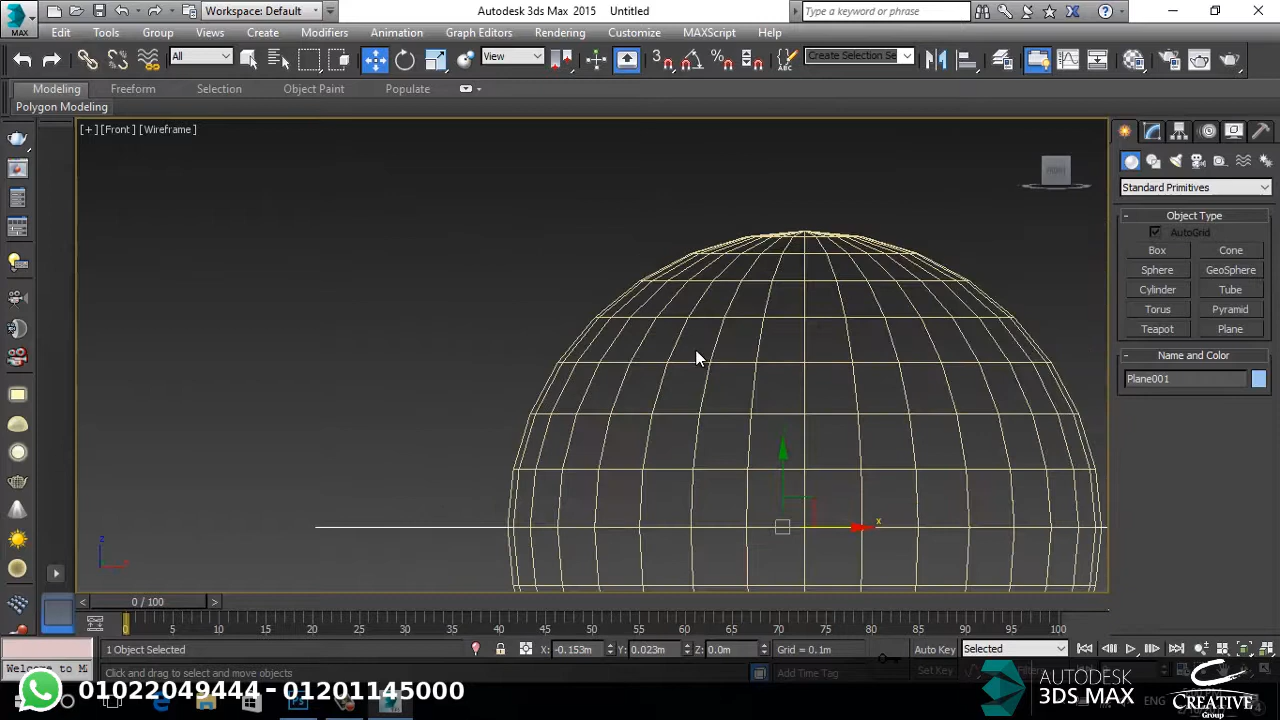 Workspace: Default
Autodesk 3ds Max 2015 Untitled
Type a keyword or phrase
MAX
Edit Tools Group Views Create Modifiers Animation Graph Editors Rendering Customize MAXScript Help
All
View
Create Selection Se
Modeling Freeform Selection Object Paint Populate
Polygon Modeling
[+] [Front] [Wireframe]
Standard Primitives
Object Type
AutoGrid
Box Cone
Sphere GeoSphere
Cylinder Tube
Torus Pyramid
Teapot Plane
Name and Color
Plane001
x
z
0 / 100
0 5 10 15 20 25 30 35 40 45 50 55 60 65 70 75 80 85 90 95 100
1 Object Selected
X: -0.153m Y: 0.023m Z: 0.0m Grid = 0.1m
Auto Key Selected
Welcome to M
Click and drag to select and move objects
Add Time Tag
Set Key
01022049444 - 01201145000
AUTODESK
3DS MAX
ENG
CREATIVE
Group